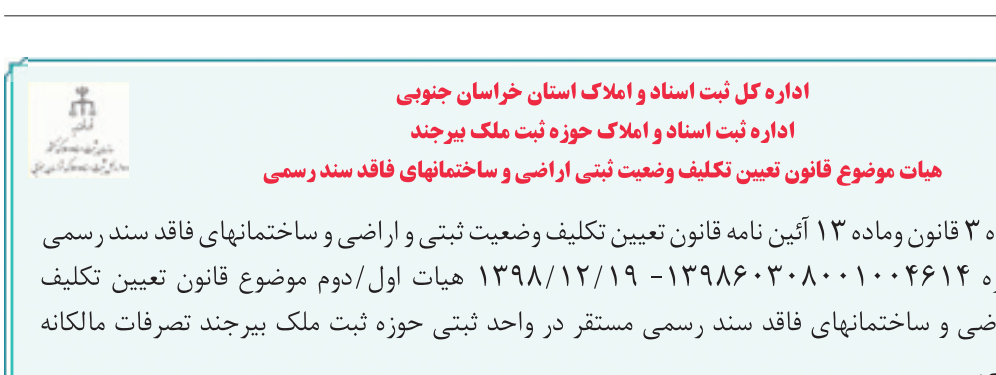 اداره کل ثبت اسناد و املاک استان خراسان جنوبی
اداره ثبت اسناد و املاک حوزه ثبت ملک بیرجند
هیات موضوع قانون تعیین تکلیف وضعیت ثبتی اراضی و ساختمانهای فاقد سند رسمی
ه ۳ قانون وماده ۱۳ آئین نامه قانون تعیین تکلیف وضعیت ثبتی و اراضی و ساختمانهای فاقد سند رسمی
ره ۱۳۹۸۶۰۳۰۸۰۰۱۰۰۴۶۱۴- ۱۳۹۸/۱۲/۱۹ هیات اول/دوم موضوع قانون تعیین تکلیف
اضی و ساختمانهای فاقد سند رسمی مستقر در واحد ثبتی حوزه ثبت ملک بیرجند تصرفات مالکانه